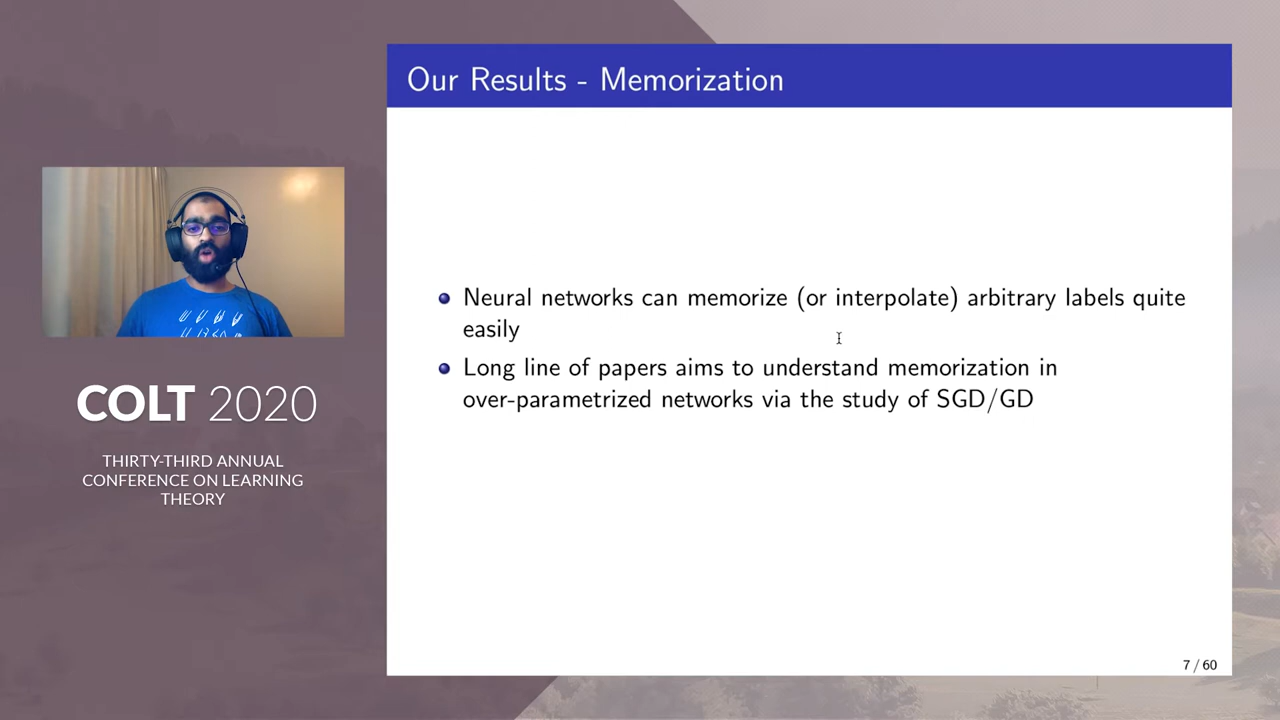 Our Results - Memorization
Neural networks can memorize (or interpolate) arbitrary labels quite
easily
Long line of papers aims to understand memorization in
over-parametrized networks via the study of SGD/GD
7 / 60
COLT 2020
THIRTY-THIRD ANNUAL
CONFERENCE ON LEARNING
THEORY